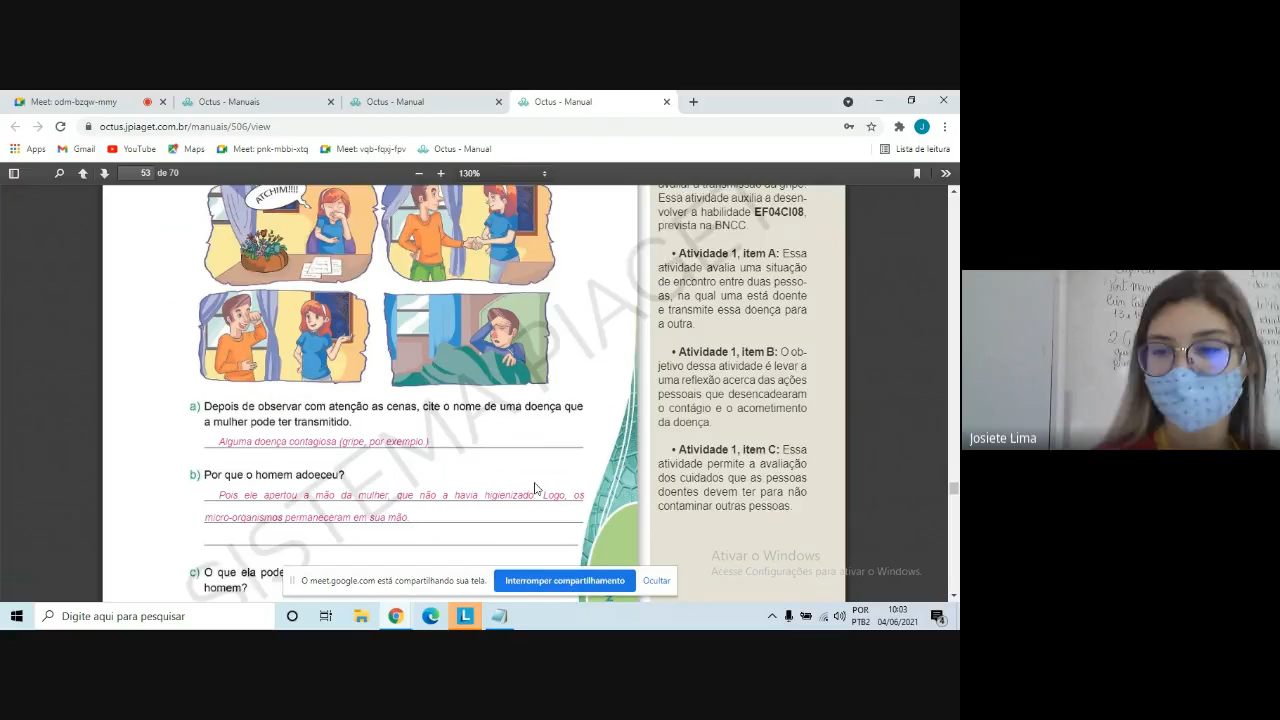 Meet: odm-bzqw-mmy
Octus - Manuais
Octus - Manual
Octus - Manual
octus.jpiaget.com.br/manuais/506/view
Apps
Gmail
YouTube
Maps
Meet: pnk-mbbi-xtq
Meet: vqb-fqxj-fpv
Octus - Manual
Lista de leitura
53 de 70
130%
ATCHIM!!!!
a) Depois de observar com atenção as cenas, cite o nome de uma doença que
a mulher pode ter transmitido.
Alguma doença contagiosa (gripe, por exemplo.)
b) Por que o homem adoeceu?
Pois ele apertou a mão da mulher, que não a havia higienizado. Logo, os
micro-organismos permaneceram em sua mão.
c) O que ela pode
homem?
Essa atividade auxilia a desen-
volver a habilidade EF04CI08,
prevista na BNCC.
• Atividade 1, item A: Essa
atividade avalia uma situação
de encontro entre duas pesso-
as, na qual uma está doente
e transmite essa doença para
a outra.
• Atividade 1, item B: O ob-
jetivo dessa atividade é levar a
uma reflexão acerca das ações
pessoais que desencadearam
o contágio e o acometimento
da doença.
• Atividade 1, item C: Essa
atividade permite a avaliação
dos cuidados que as pessoas
doentes devem ter para não
contaminar outras pessoas.
SISTEMA PIAGET
Ativar o Windows
Acesse Configurações para ativar o Windows.
O meet.google.com está compartilhando sua tela.
Interromper compartilhamento
Ocultar
Digite aqui para pesquisar
POR
PTB2
10:03
04/06/2021
4
Josiete Lima